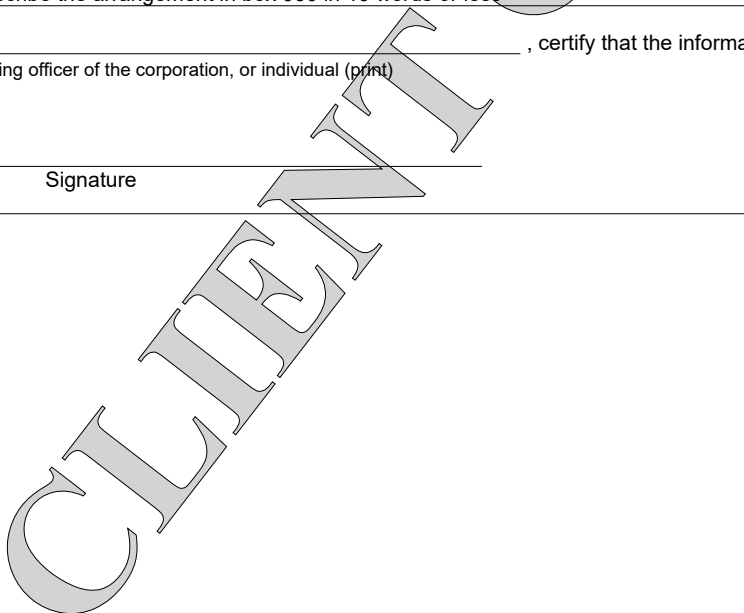 , certify that the informa
ing officer of the corporation, or individual (print)
Signature
CLIENT